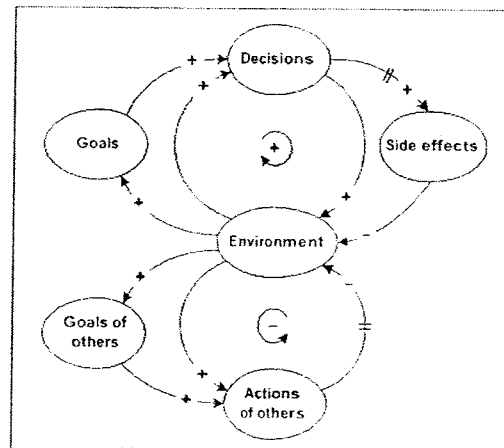 Decisions
Goals
Side effects
Environment
Goals of
others
Actions
of others
+
+
+
+
+
+
-
+
-
-
+
+